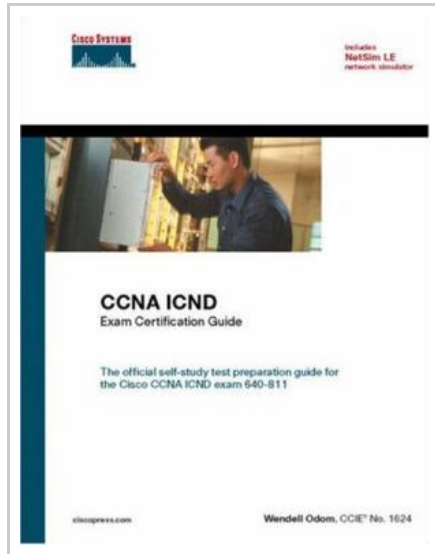 CISCO SYSTEMS
Includes
NetSim LE
network simulator
CCNA ICND
Exam Certification Guide
The official self-study test preparation guide for
the Cisco CCNA ICND exam 640-811
ciscopress.com
Wendell Odom, CCIE® No. 1624